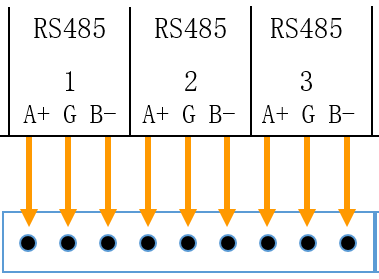 RS485 RS485 RS485
1 2 3
A+ G B- A+ G B- A+ G B-